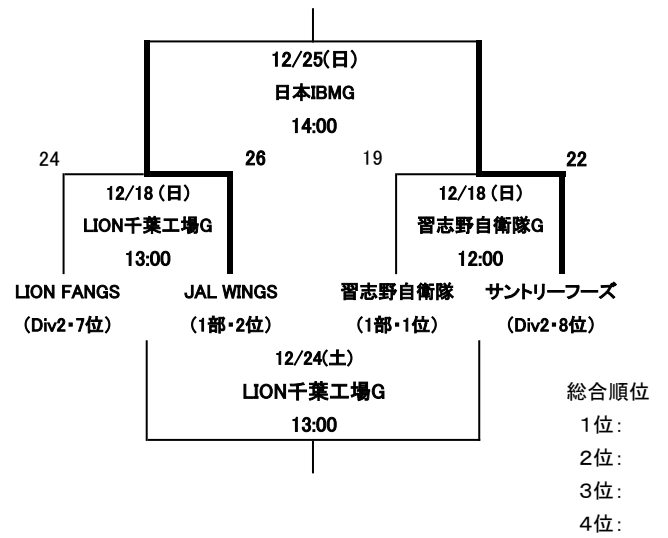 12/25(日)
日本IBMG
14:00
24 26 19 22
12/18 (日) 12/18 (日)
LION千葉工場G 習志野自衛隊G
13:00 12:00
LION FANGS JAL WINGS 習志野自衛隊 サントリーフーズ
(Div2・7位) (1部・2位) (1部・1位) (Div2・8位)
12/24(土)
LION千葉工場G
13:00
総合順位
1位：
2位：
3位：
4位：